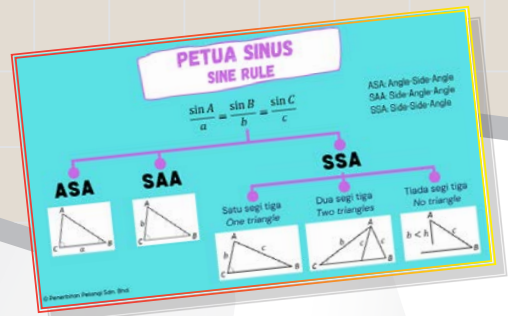 PETUA SINUS
SINE RULE
sin A / a = sin B / b = sin C / c
ASA: Angle-Side-Angle
SAA: Side-Angle-Angle
SSA: Side-Side-Angle
ASA
SAA
SSA
Satu segi tiga
One triangle
Dua segi tiga
Two triangles
Tiada segi tiga
No triangle
A
C a B
A
b
C B
A
b c
C B
A
b c c
C B
A
b < h c
B
© Penerbitan Pelangi Sdn. Bhd.